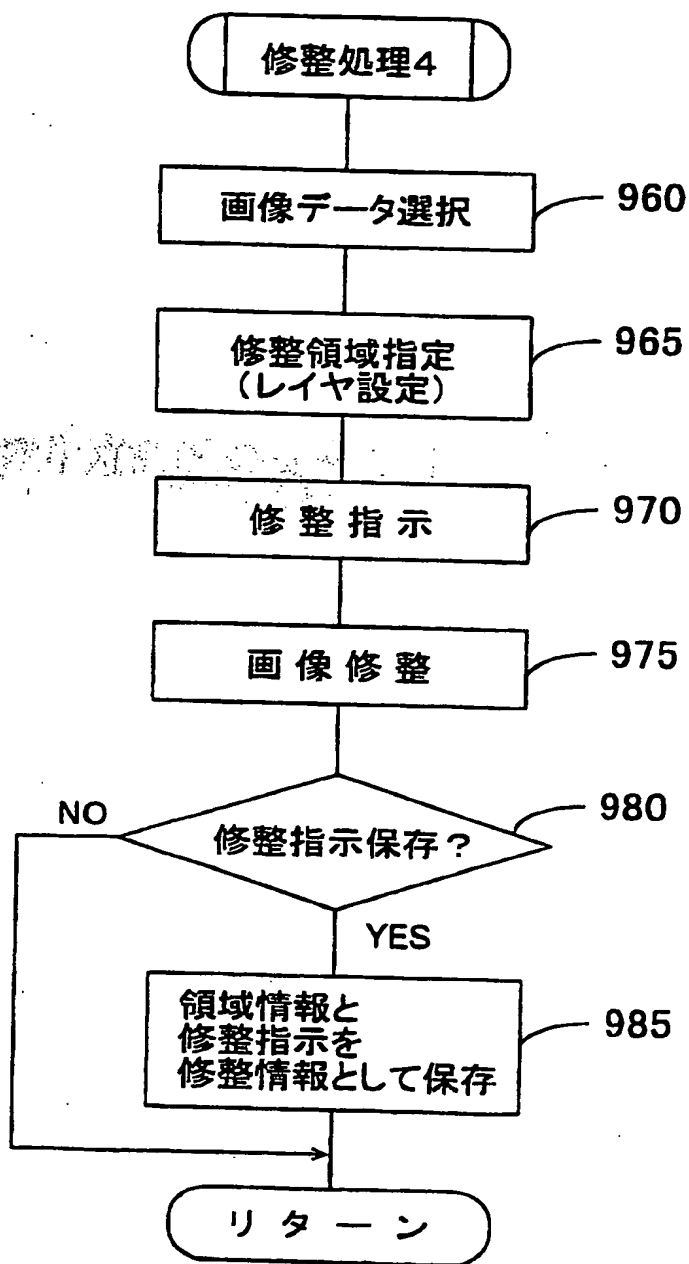 修整処理4
画像データ選択
960
修整領域指定
(レイヤ設定)
965
修整指示
970
画像修整
975
NO
修整指示保存？
980
YES
領域情報と
修整指示を
修整情報として保存
985
リターン